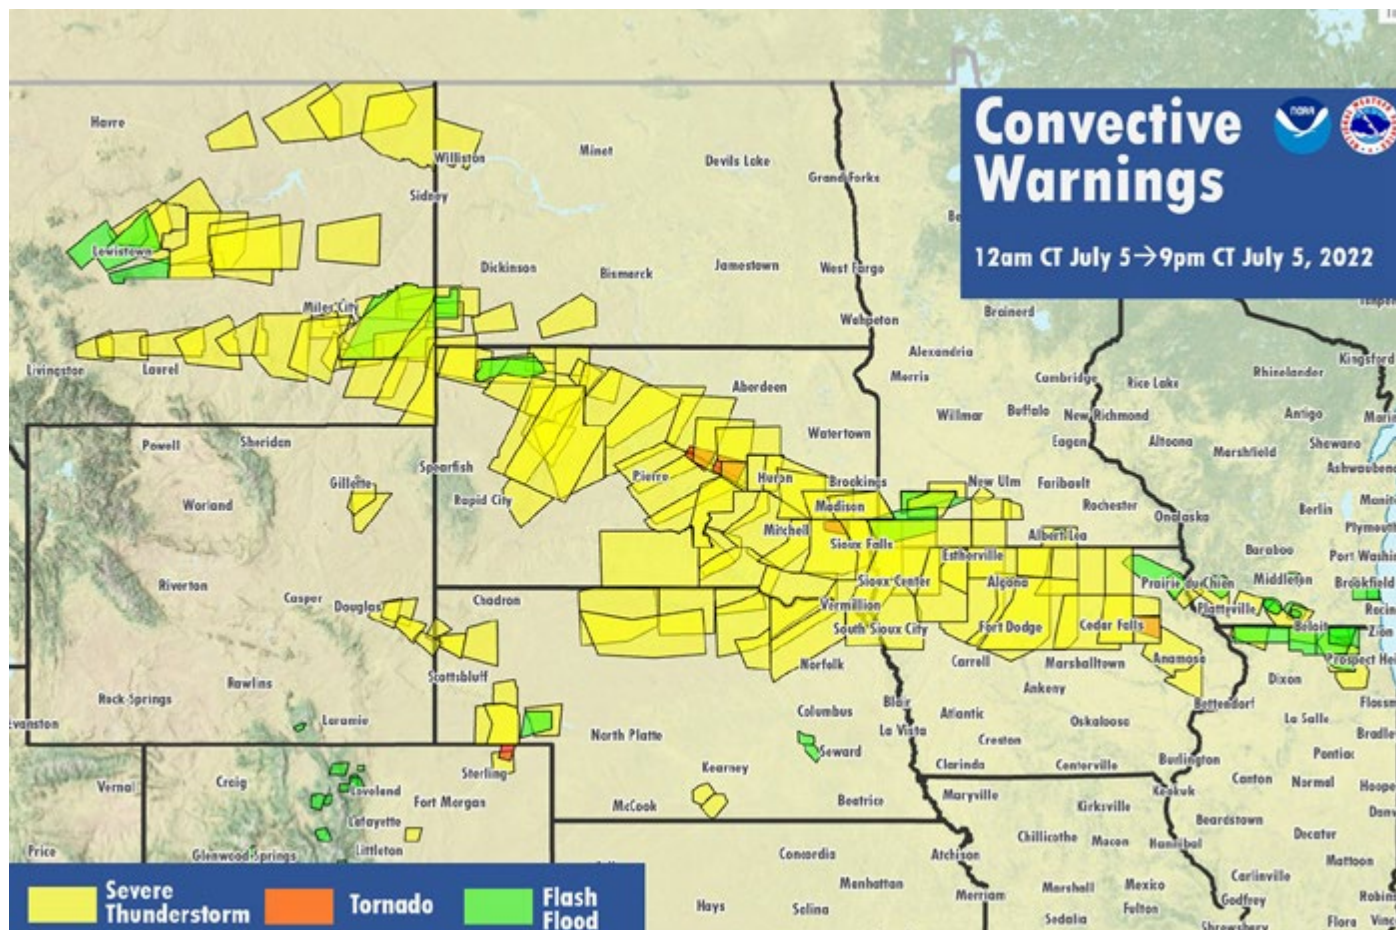 Convective
Warnings
12am CT July 5→9pm CT July 5, 2022
NOAA
Havre
Williston
Minot
Devils Lake
Grand Forks
Sidney
Lewistown
Dickinson
Bismarck
Jamestown
West Fargo
Miles City
Wahpeton
Brainerd
Livingston
Laurel
Alexandria
Morris
Cambridge
Rice Lake
Rhinelander
Kingsford
Aberdeen
Willmar
Buffalo
New Richmond
Antigo
Powell
Sheridan
Watertown
Eagan
Altoona
Marshfield
Shawano
Spearfish
Gillette
Pierre
Huron
Brookings
New Ulm
Faribault
Worland
Rapid City
Madison
Rochester
Onalaska
Berlin
Mitchell
Sioux Falls
Albert Lea
Baraboo
Estherville
Riverton
Sioux Center
Algona
Prairie du Chien
Middleton
Brookfield
Casper
Douglas
Chadron
Vermillion
Platteville
South Sioux City
Fort Dodge
Cedar Falls
Beloit
Zion
Norfolk
Carroll
Marshalltown
Anamosa
Scottsbluff
Dixon
Rawlins
Ankeny
Rock Springs
Blair
Bettendorf
Laramie
Columbus
Atlantic
Oskaloosa
La Salle
North Platte
La Vista
Creston
Seward
Clarinda
Centerville
Burlington
Pontiac
Vernal
Craig
Sterling
Kearney
Canton
Normal
Loveland
Fort Morgan
McCook
Beatrice
Maryville
Kirksville
Keokuk
Lafayette
Beardstown
Chillicothe
Macon
Hannibal
Decatur
Price
Glenwood Springs
Littleton
Concordia
Atchison
Mattoon
Manhattan
Marshall
Mexico
Carlinville
Hays
Salina
Merriam
Fulton
Godfrey
Sedalia
Shrewsbury
Flora
Severe
Thunderstorm
Tornado
Flash
Flood